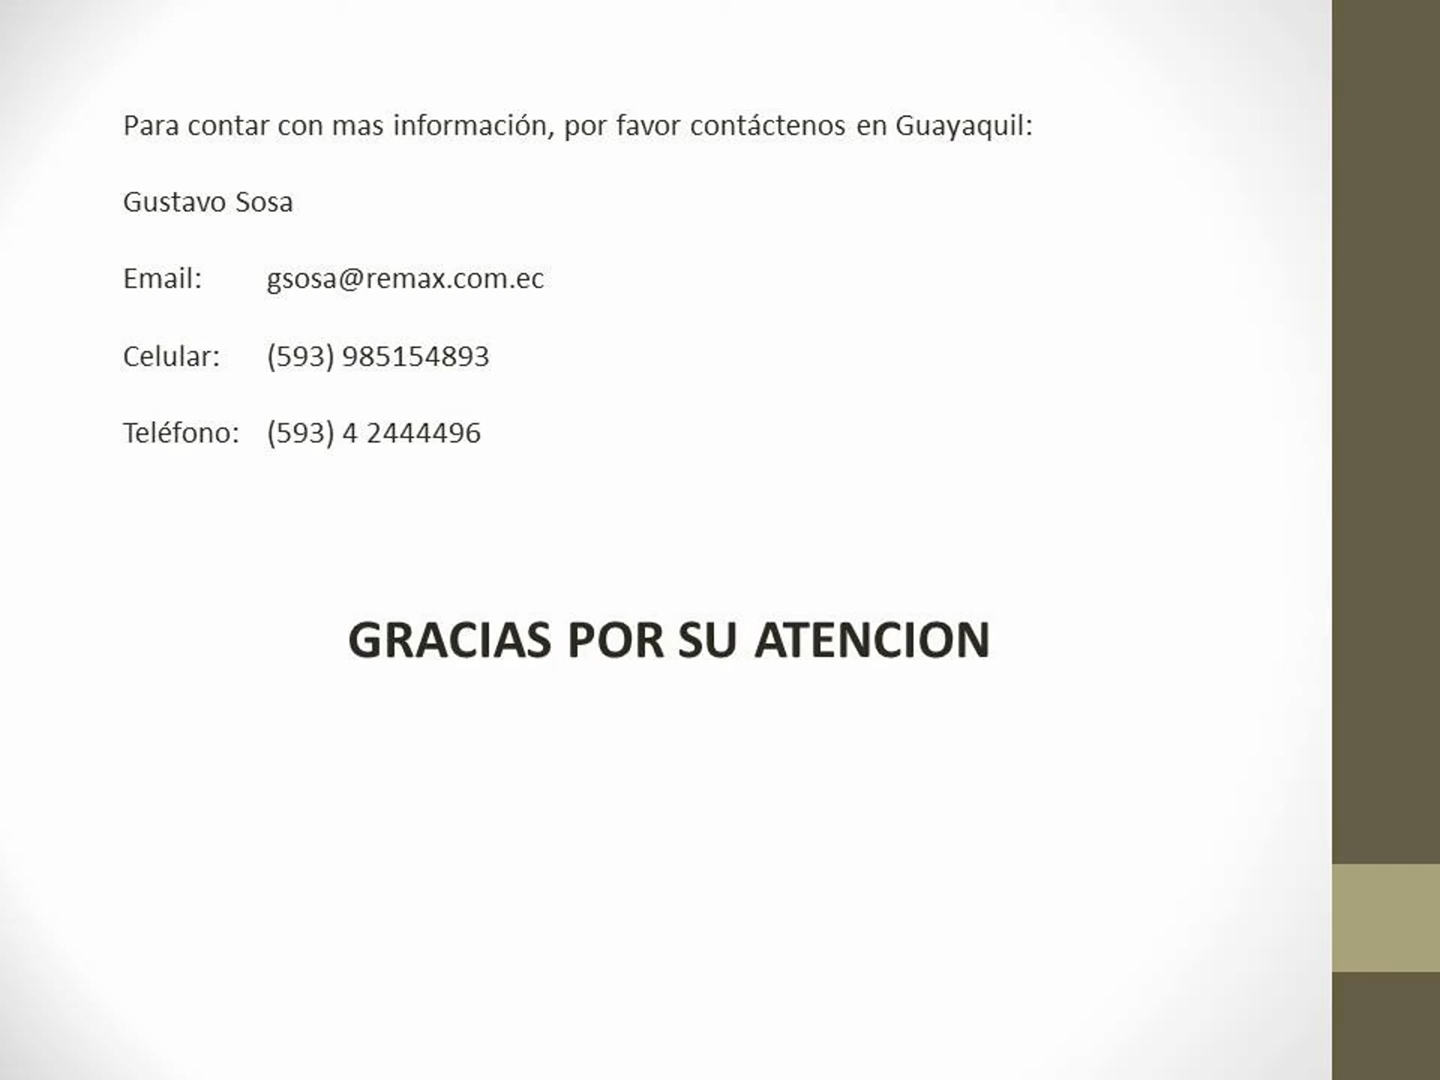 Para contar con mas información, por favor contáctenos en Guayaquil:
Gustavo Sosa
Email: gsosa@remax.com.ec
Celular: (593) 985154893
Teléfono: (593) 4 2444496
GRACIAS POR SU ATENCION